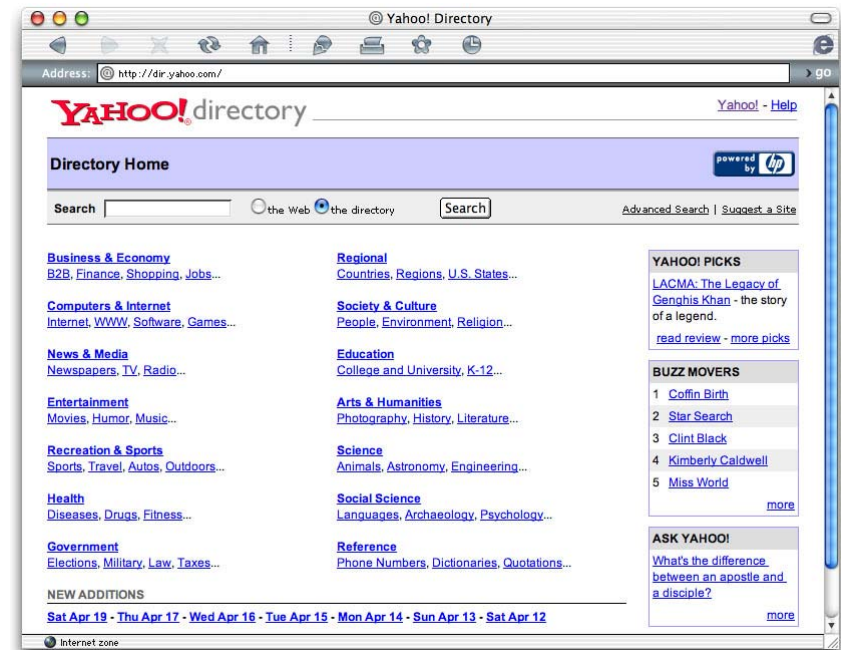 @ Yahoo! Directory
Address: @ http://dir.yahoo.com/ › go
YAHOO! directory
Yahoo! - Help
Directory Home
powered by hp
Search the Web the directory Search Advanced Search | Suggest a Site
Business & Economy
B2B, Finance, Shopping, Jobs...
Computers & Internet
Internet, WWW, Software, Games...
News & Media
Newspapers, TV, Radio...
Entertainment
Movies, Humor, Music...
Recreation & Sports
Sports, Travel, Autos, Outdoors...
Health
Diseases, Drugs, Fitness...
Government
Elections, Military, Law, Taxes...
Regional
Countries, Regions, U.S. States...
Society & Culture
People, Environment, Religion...
Education
College and University, K-12...
Arts & Humanities
Photography, History, Literature...
Science
Animals, Astronomy, Engineering...
Social Science
Languages, Archaeology, Psychology...
Reference
Phone Numbers, Dictionaries, Quotations...
NEW ADDITIONS
Sat Apr 19 - Thu Apr 17 - Wed Apr 16 - Tue Apr 15 - Mon Apr 14 - Sun Apr 13 - Sat Apr 12
YAHOO! PICKS
LACMA: The Legacy of
Genghis Khan - the story
of a legend.
read review - more picks
BUZZ MOVERS
1 Coffin Birth
2 Star Search
3 Clint Black
4 Kimberly Caldwell
5 Miss World
more
ASK YAHOO!
What's the difference
between an apostle and
a disciple?
more
Internet zone